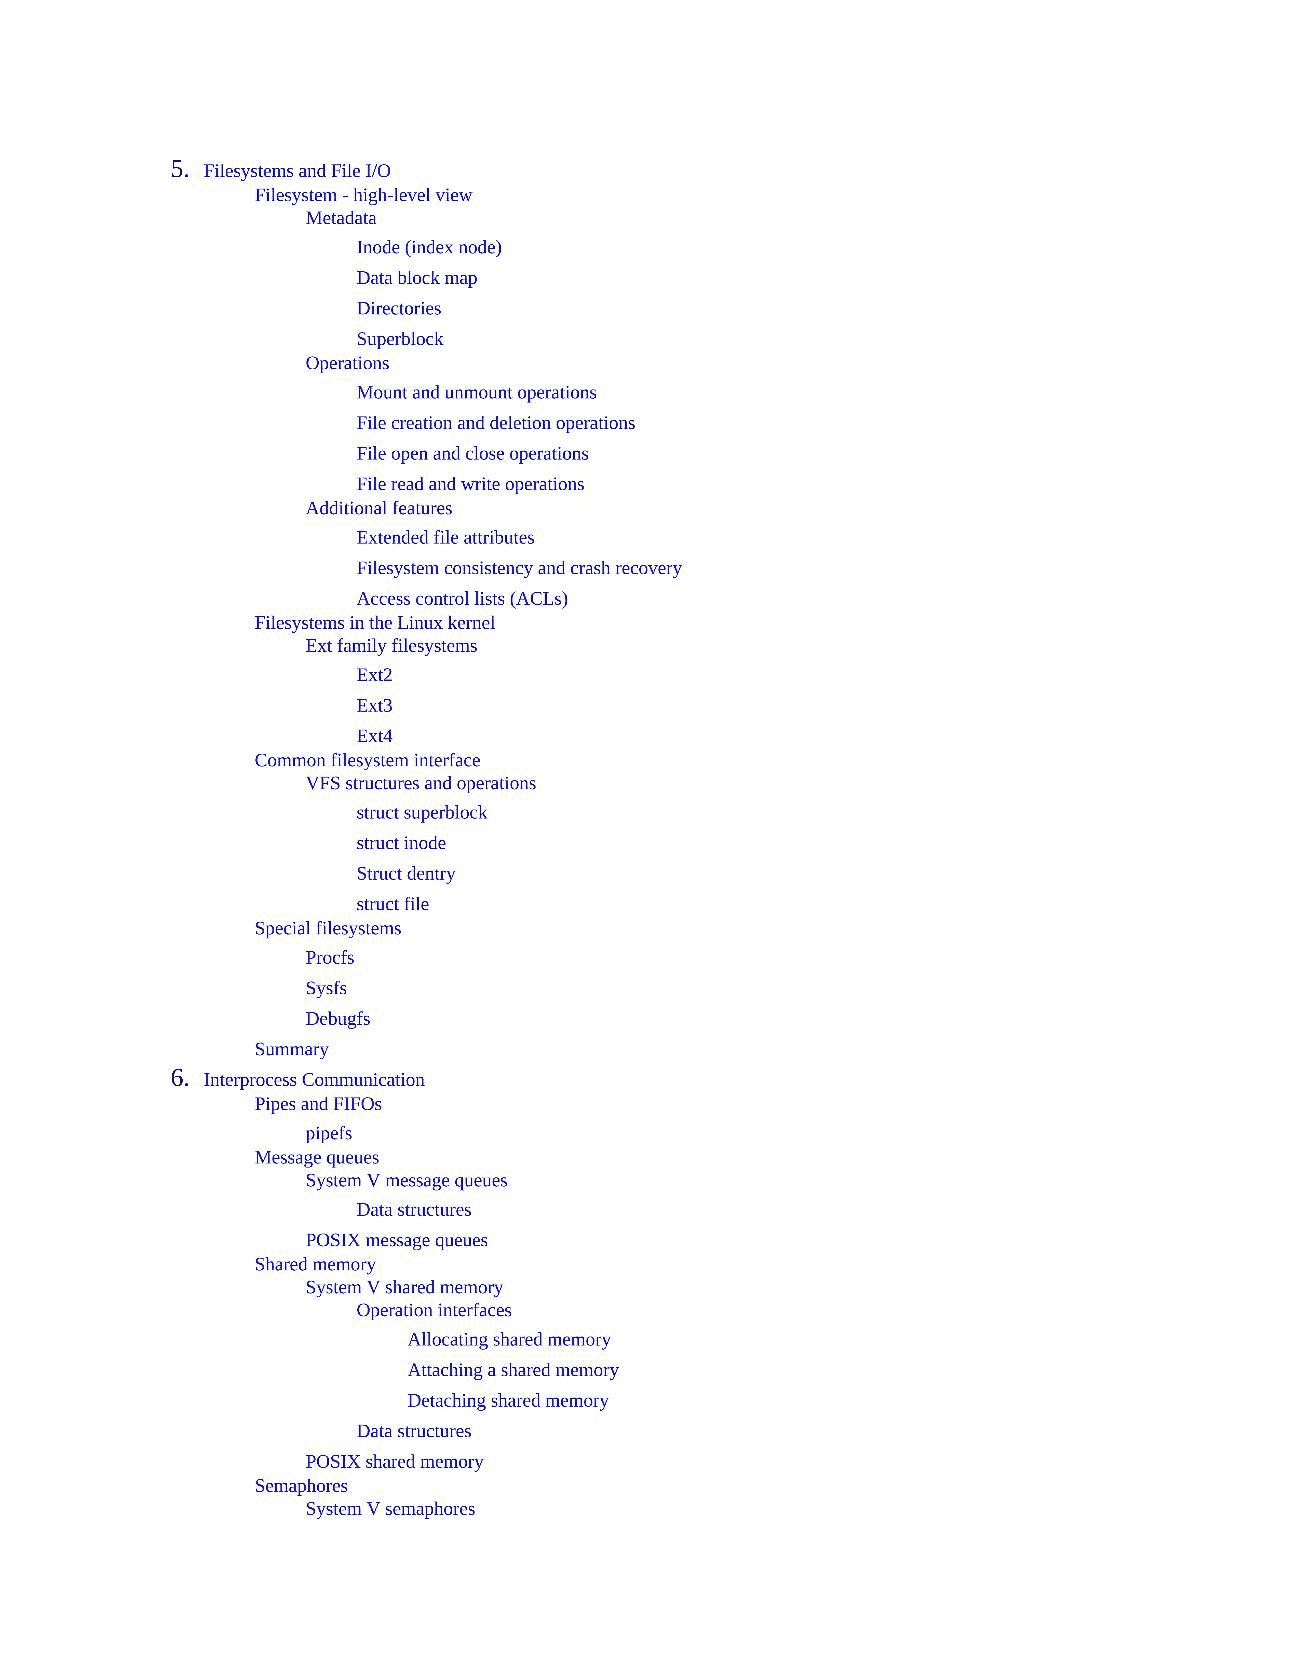 5. Filesystems and File I/O
Filesystem - high-level view
Metadata
Inode (index node)
Data block map
Directories
Superblock
Operations
Mount and unmount operations
File creation and deletion operations
File open and close operations
File read and write operations
Additional features
Extended file attributes
Filesystem consistency and crash recovery
Access control lists (ACLs)
Filesystems in the Linux kernel
Ext family filesystems
Ext2
Ext3
Ext4
Common filesystem interface
VFS structures and operations
struct superblock
struct inode
Struct dentry
struct file
Special filesystems
Procfs
Sysfs
Debugfs
Summary
6. Interprocess Communication
Pipes and FIFOs
pipefs
Message queues
System V message queues
Data structures
POSIX message queues
Shared memory
System V shared memory
Operation interfaces
Allocating shared memory
Attaching a shared memory
Detaching shared memory
Data structures
POSIX shared memory
Semaphores
System V semaphores